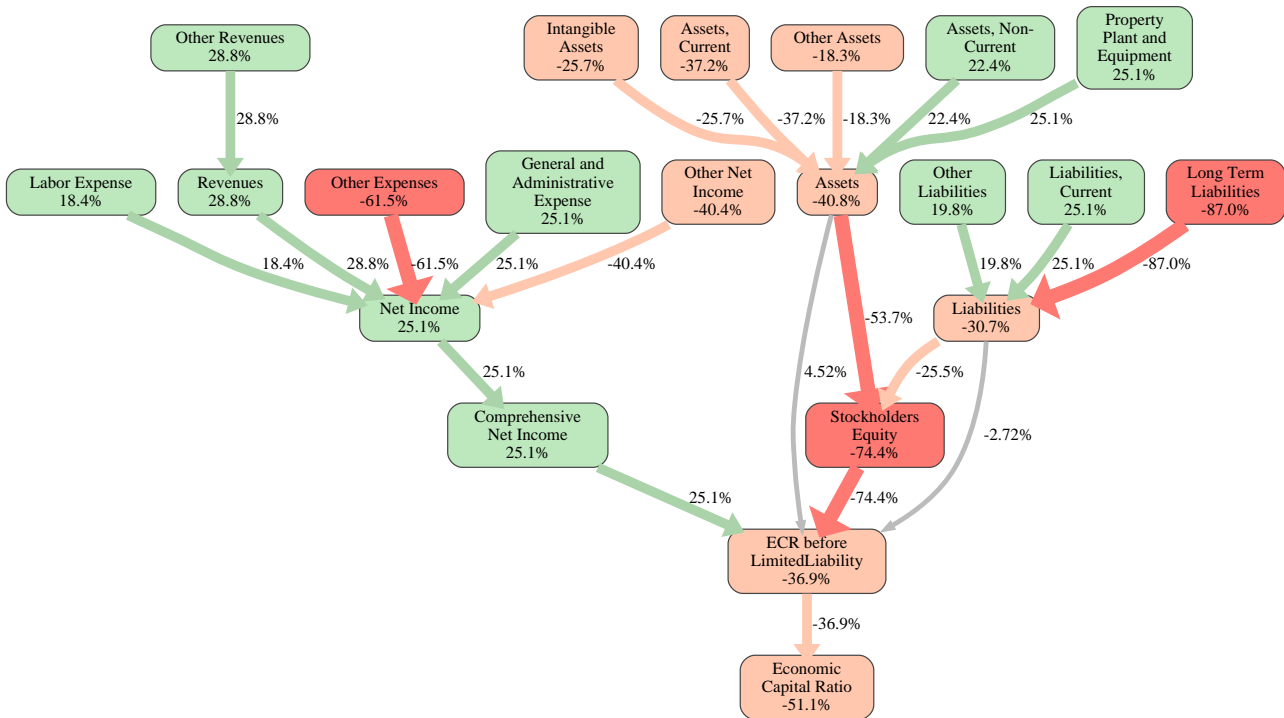 Other Revenues
28.8%
Intangible
Assets
-25.7%
Assets,
Current
-37.2%
Other Assets
-18.3%
Assets, Non-
Current
22.4%
Property
Plant and
Equipment
25.1%
28.8%
-25.7%
-37.2%
-18.3%
22.4%
25.1%
Labor Expense
18.4%
Revenues
28.8%
Other Expenses
-61.5%
General and
Administrative
Expense
25.1%
Other Net
Income
-40.4%
Assets
-40.8%
Other
Liabilities
19.8%
Liabilities,
Current
25.1%
Long Term
Liabilities
-87.0%
18.4%
28.8%
-61.5%
25.1%
-40.4%
19.8%
25.1%
-87.0%
Net Income
25.1%
-53.7%
Liabilities
-30.7%
25.1%
4.52%
-25.5%
Comprehensive
Net Income
25.1%
Stockholders
Equity
-74.4%
-2.72%
25.1%
-74.4%
ECR before
LimitedLiability
-36.9%
-36.9%
Economic
Capital Ratio
-51.1%